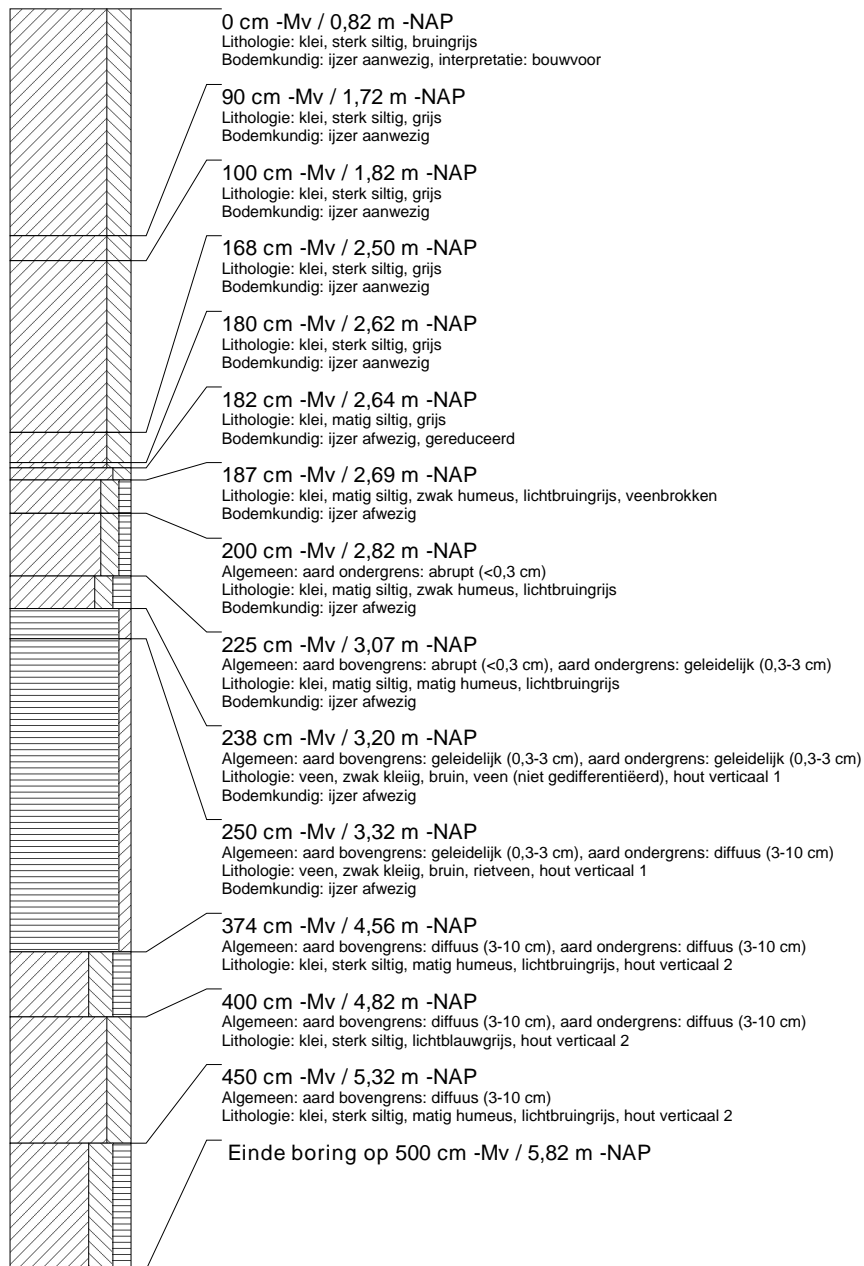 0 cm -Mv / 0,82 m -NAP
Lithologie: klei, sterk siltig, bruingrijs
Bodemkundig: ijzer aanwezig, interpretatie: bouwvoor
90 cm -Mv / 1,72 m -NAP
Lithologie: klei, sterk siltig, grijs
Bodemkundig: ijzer aanwezig
100 cm -Mv / 1,82 m -NAP
Lithologie: klei, sterk siltig, grijs
Bodemkundig: ijzer aanwezig
168 cm -Mv / 2,50 m -NAP
Lithologie: klei, sterk siltig, grijs
Bodemkundig: ijzer aanwezig
180 cm -Mv / 2,62 m -NAP
Lithologie: klei, sterk siltig, grijs
Bodemkundig: ijzer aanwezig
182 cm -Mv / 2,64 m -NAP
Lithologie: klei, matig siltig, grijs
Bodemkundig: ijzer afwezig, gereduceerd
187 cm -Mv / 2,69 m -NAP
Lithologie: klei, matig siltig, zwak humeus, lichtbruingrijs, veenbrokken
Bodemkundig: ijzer afwezig
200 cm -Mv / 2,82 m -NAP
Algemeen: aard ondergrens: abrupt (<0,3 cm)
Lithologie: klei, matig siltig, zwak humeus, lichtbruingrijs
Bodemkundig: ijzer afwezig
225 cm -Mv / 3,07 m -NAP
Algemeen: aard bovengrens: abrupt (<0,3 cm), aard ondergrens: geleidelijk (0,3-3 cm)
Lithologie: klei, matig siltig, matig humeus, lichtbruingrijs
Bodemkundig: ijzer afwezig
238 cm -Mv / 3,20 m -NAP
Algemeen: aard bovengrens: geleidelijk (0,3-3 cm), aard ondergrens: geleidelijk (0,3-3 cm)
Lithologie: veen, zwak kleiig, bruin, veen (niet gedifferentiëerd), hout verticaal 1
Bodemkundig: ijzer afwezig
250 cm -Mv / 3,32 m -NAP
Algemeen: aard bovengrens: geleidelijk (0,3-3 cm), aard ondergrens: diffuus (3-10 cm)
Lithologie: veen, zwak kleiig, bruin, rietveen, hout verticaal 1
Bodemkundig: ijzer afwezig
374 cm -Mv / 4,56 m -NAP
Algemeen: aard bovengrens: diffuus (3-10 cm), aard ondergrens: diffuus (3-10 cm)
Lithologie: klei, sterk siltig, matig humeus, lichtbruingrijs, hout verticaal 2
400 cm -Mv / 4,82 m -NAP
Algemeen: aard bovengrens: diffuus (3-10 cm), aard ondergrens: diffuus (3-10 cm)
Lithologie: klei, sterk siltig, lichtblauwgrijs, hout verticaal 2
450 cm -Mv / 5,32 m -NAP
Algemeen: aard bovengrens: diffuus (3-10 cm)
Lithologie: klei, sterk siltig, matig humeus, lichtbruingrijs, hout verticaal 2
Einde boring op 500 cm -Mv / 5,82 m -NAP